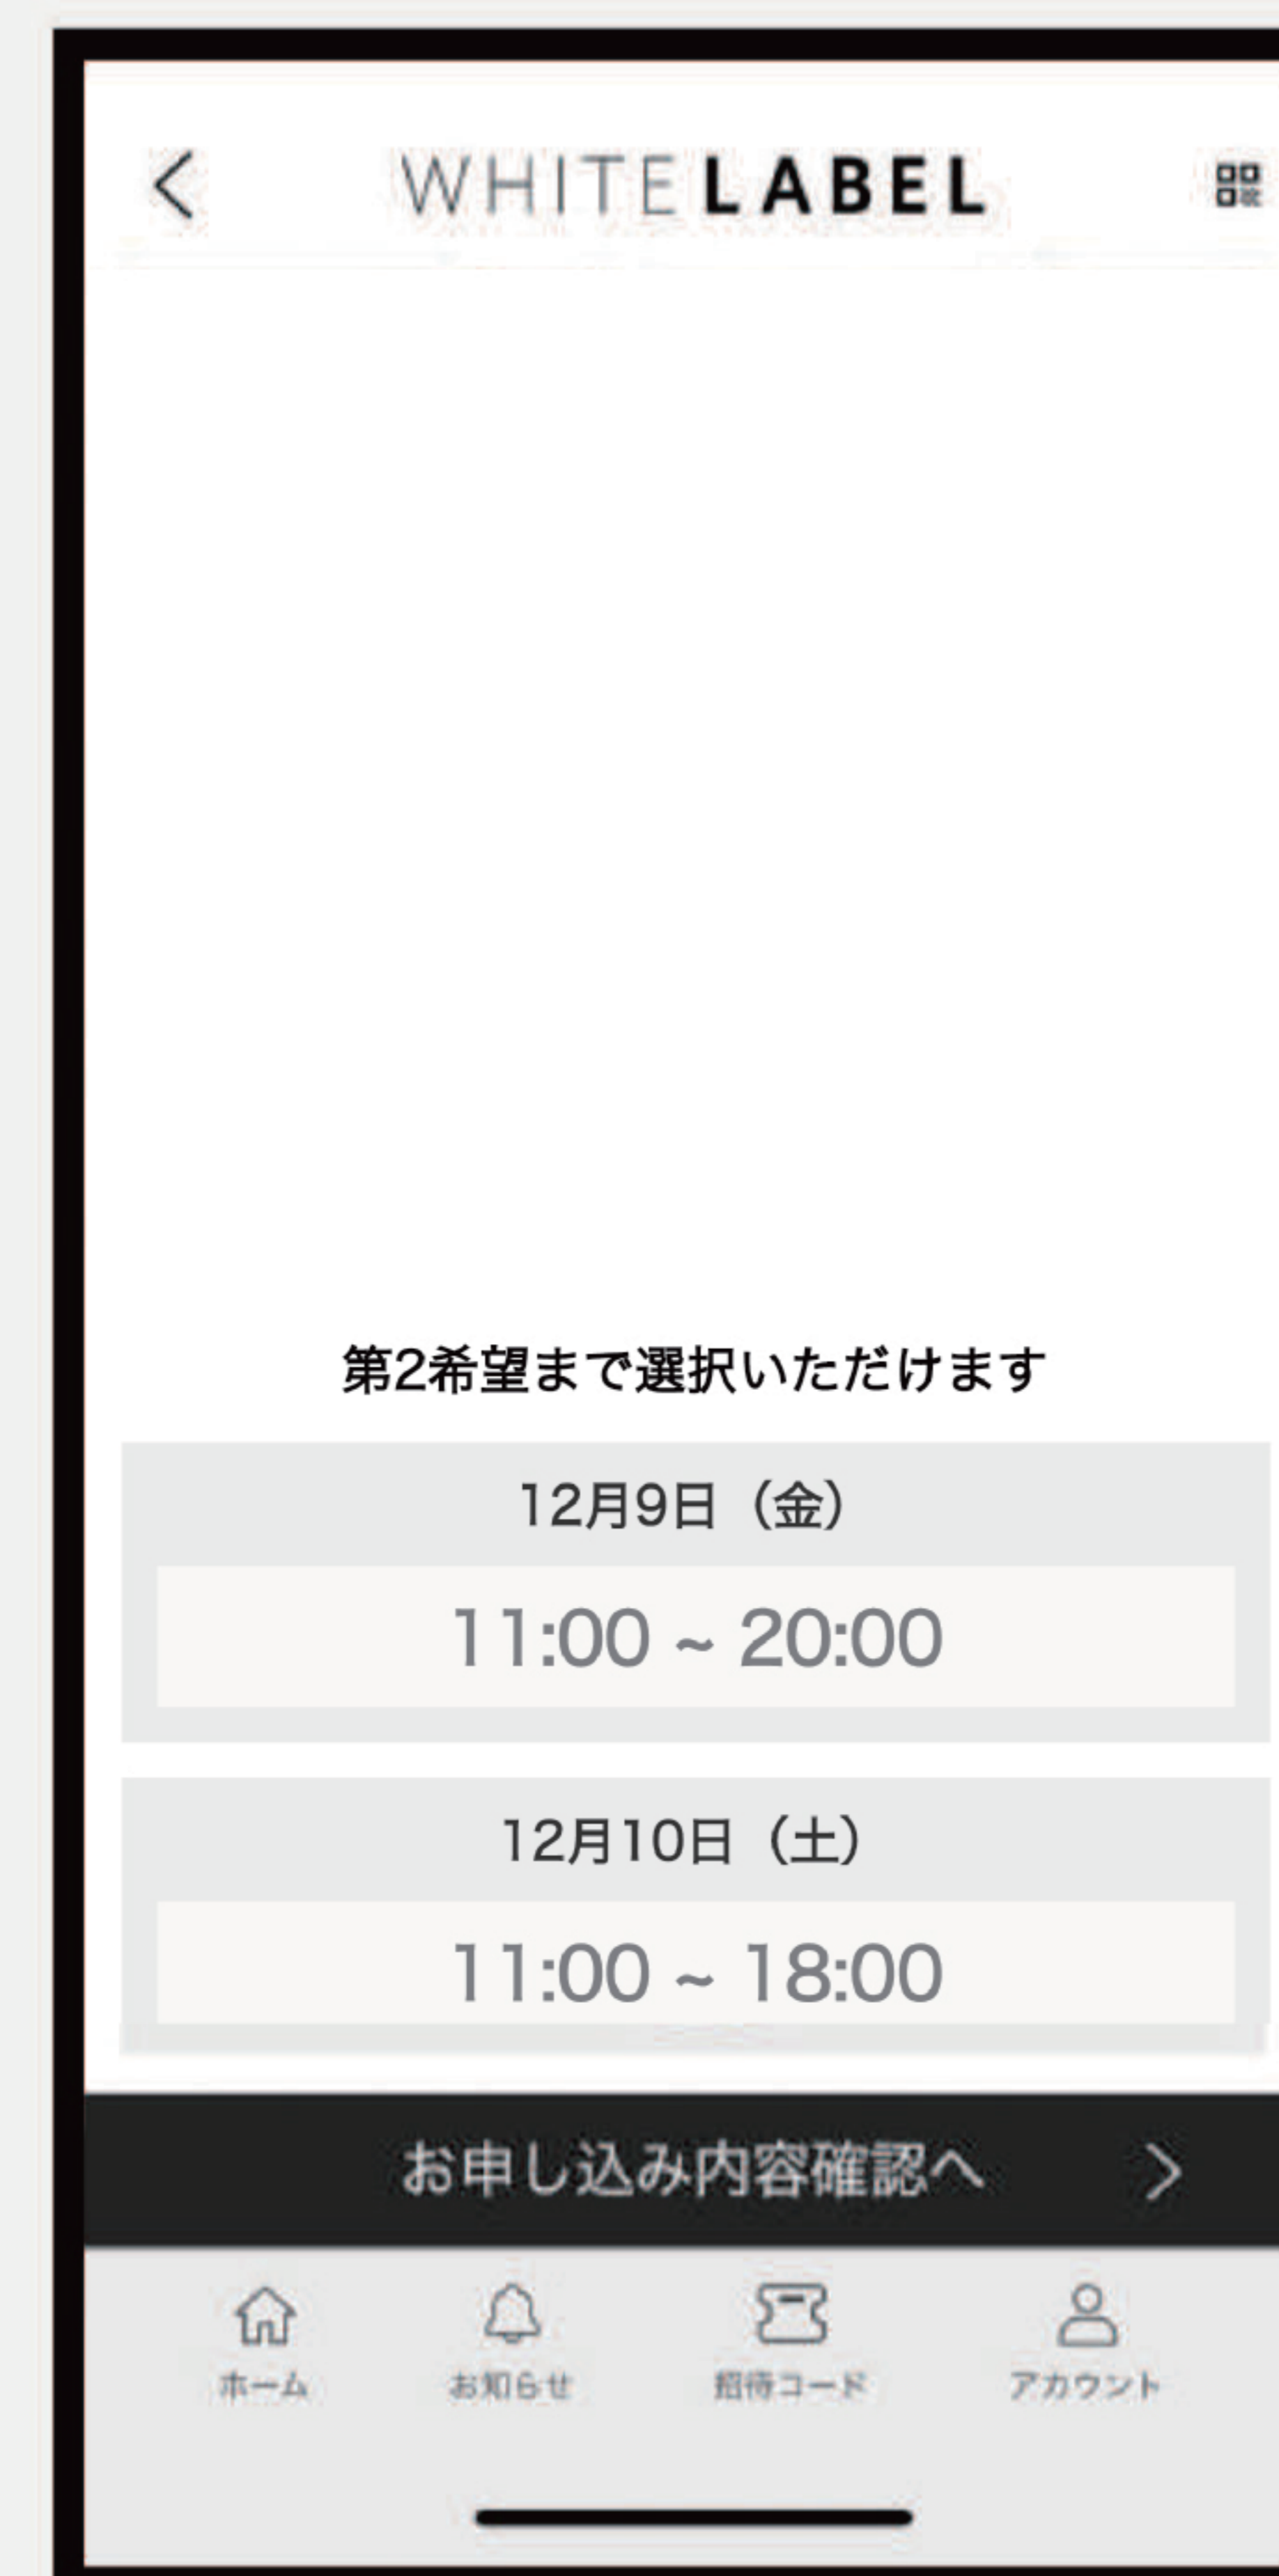 WHITELABEL
第2希望まで選択いただけます
12月9日（金）
11:00 ~ 20:00
12月10日（土）
11:00 ~ 18:00
お申し込み内容確認へ
ホーム お知らせ 招待コード アカウント